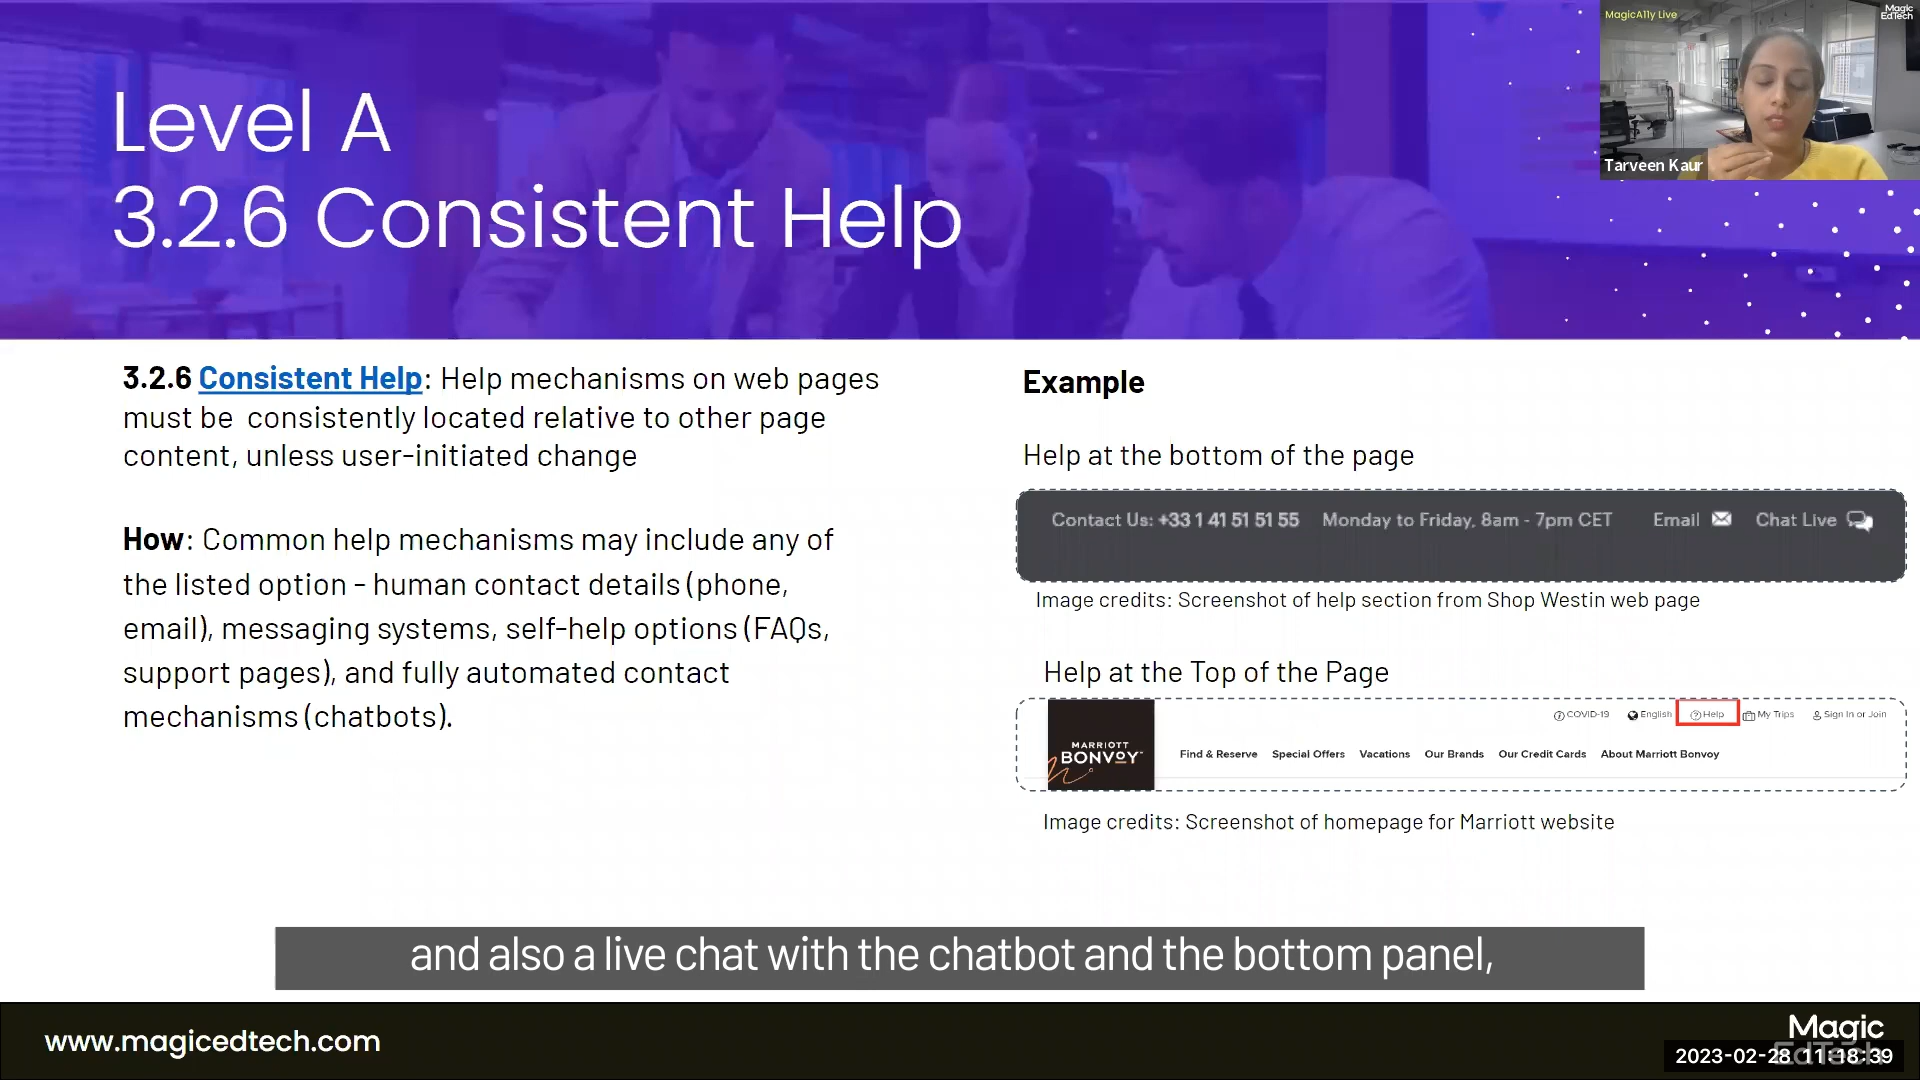 MagicA11y Live
Magic
EdTech
Tarveen Kaur
Level A
3.2.6 Consistent Help
3.2.6 Consistent Help: Help mechanisms on web pages
must be consistently located relative to other page
content, unless user-initiated change
How: Common help mechanisms may include any of
the listed option - human contact details (phone,
email), messaging systems, self-help options (FAQs,
support pages), and fully automated contact
mechanisms (chatbots).
Example
Help at the bottom of the page
Contact Us: +33 1 41 51 51 55 Monday to Friday, 8am - 7pm CET Email Chat Live
Image credits: Screenshot of help section from Shop Westin web page
Help at the Top of the Page
COVID-19 English Help My Trips Sign In or Join
MARRIOTT
BONVOY
Find & Reserve Special Offers Vacations Our Brands Our Credit Cards About Marriott Bonvoy
Image credits: Screenshot of homepage for Marriott website
and also a live chat with the chatbot and the bottom panel,
www.magicedtech.com
Magic
EdTech
2023-02-28 11:18:39